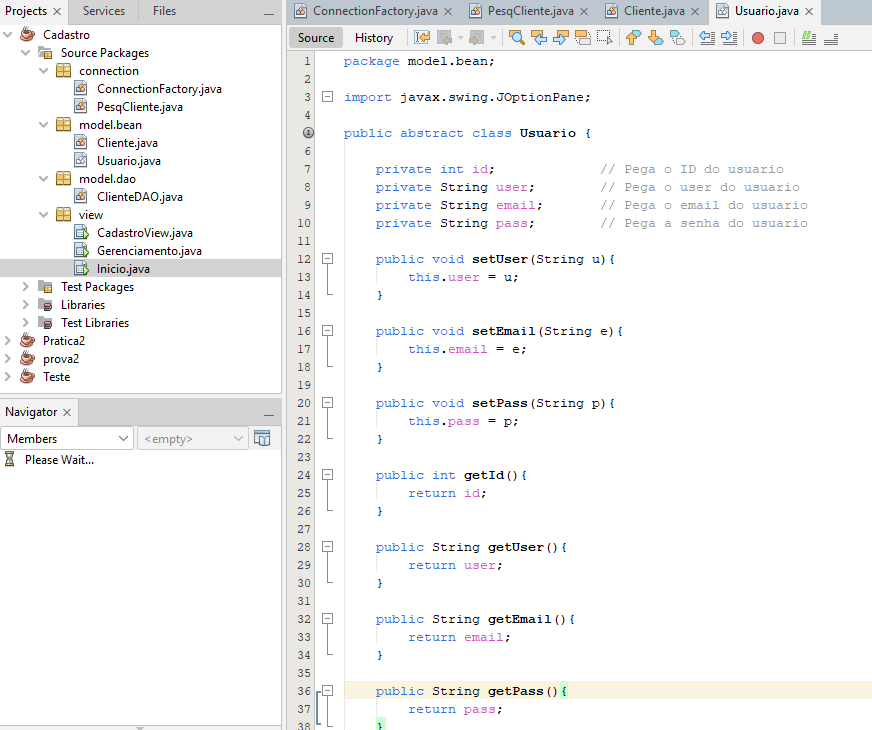 Projects
Services
Files
Cadastro
Source Packages
connection
ConnectionFactory.java
PesqCliente.java
model.bean
Cliente.java
Usuario.java
model.dao
ClienteDAO.java
view
CadastroView.java
Gerenciamento.java
Inicio.java
Test Packages
Libraries
Test Libraries
Pratica2
prova2
Teste
Navigator
Members
<empty>
Please Wait...
ConnectionFactory.java
PesqCliente.java
Cliente.java
Usuario.java
Source
History
1 package model.bean;
2
3 import javax.swing.JOptionPane;
4
public abstract class Usuario {
6
7 private int id; // Pega o ID do usuario
8 private String user; // Pega o user do usuario
9 private String email; // Pega o email do usuario
10 private String pass; // Pega a senha do usuario
11
12 public void setUser(String u){
13 this.user = u;
14 }
15
16 public void setEmail(String e){
17 this.email = e;
18 }
19
20 public void setPass(String p){
21 this.pass = p;
22 }
23
24 public int getId(){
25 return id;
26 }
27
28 public String getUser(){
29 return user;
30 }
31
32 public String getEmail(){
33 return email;
34 }
35
36 public String getPass(){
37 return pass;
38 }